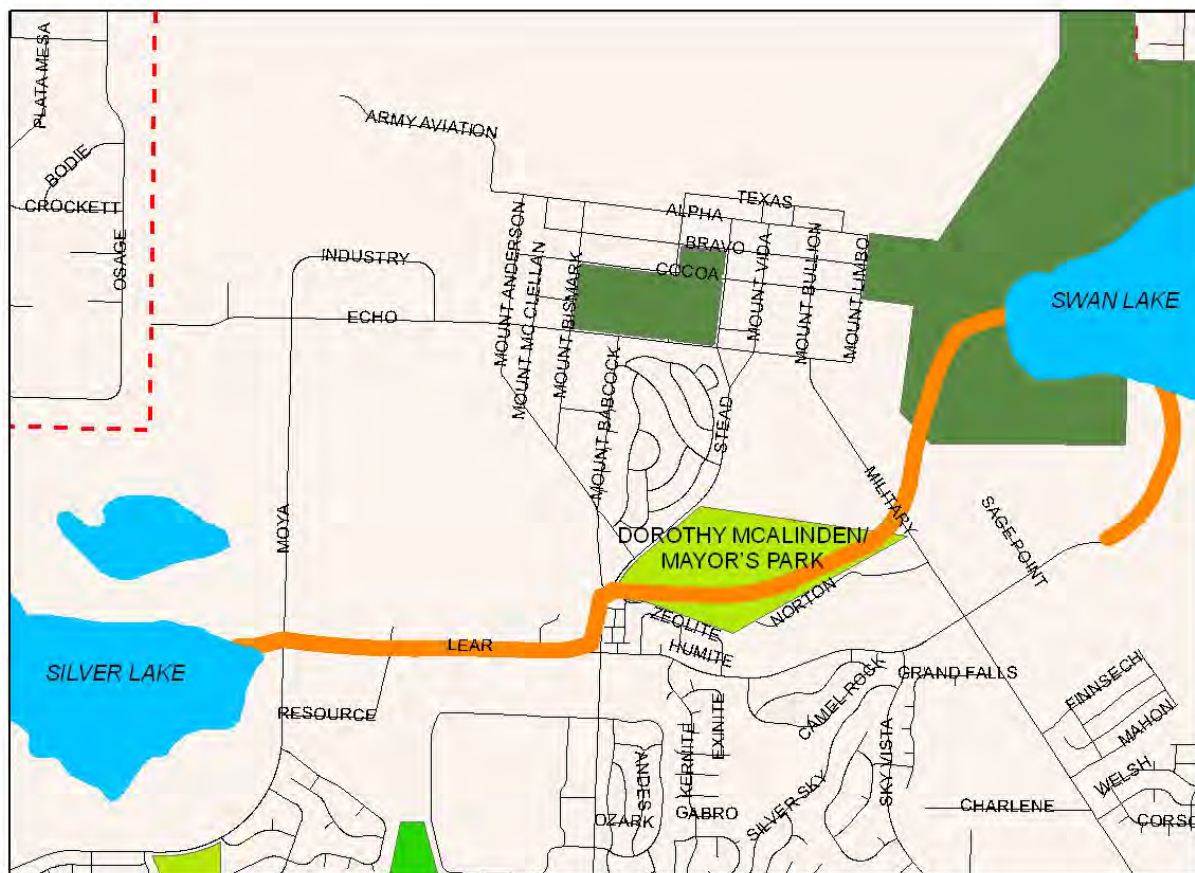 PLATA MESA
BODIE
CROCKETT
OSAGE
ARMY AVIATION
TEXAS
ALPHA
BRAVO
COCOA
INDUSTRY
ECHO
MOUNT ANDERSON
MOUNT MC CLELLAN
MOUNT BISMARK
MOUNT VIDA
MOUNT BULLION
MOUNT LIMBO
SWAN LAKE
MOUNT BABCOCK
STEAD
MILITARY
SAGE POINT
MOYA
DOROTHY MCALINDEN/
MAYOR'S PARK
NORTON
ZEOLITE
HUMITE
LEAR
SILVER LAKE
RESOURCE
CAMEL ROCK
GRAND FALLS
FINNSECH
MAHON
WELSH
KERNITE
EXINITE
SKY VISTA
ANDES
OZARK
GABRO
SILVER SKY
CHARLENE
CORSO